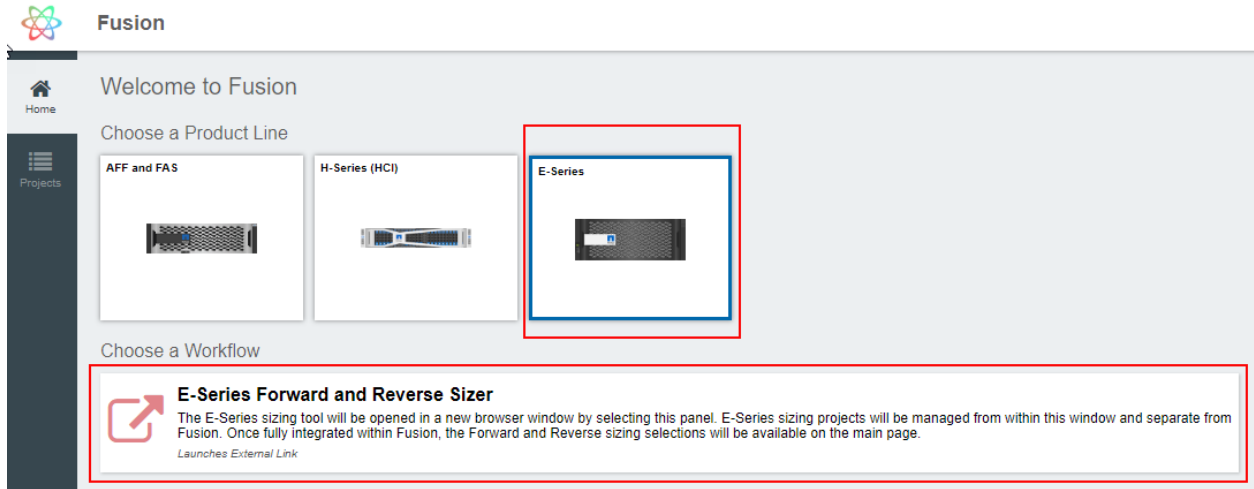 Fusion
Home
Projects
Welcome to Fusion
Choose a Product Line
AFF and FAS
H-Series (HCI)
E-Series
Choose a Workflow
E-Series Forward and Reverse Sizer
The E-Series sizing tool will be opened in a new browser window by selecting this panel. E-Series sizing projects will be managed from within this window and separate from
Fusion. Once fully integrated within Fusion, the Forward and Reverse sizing selections will be available on the main page.
Launches External Link